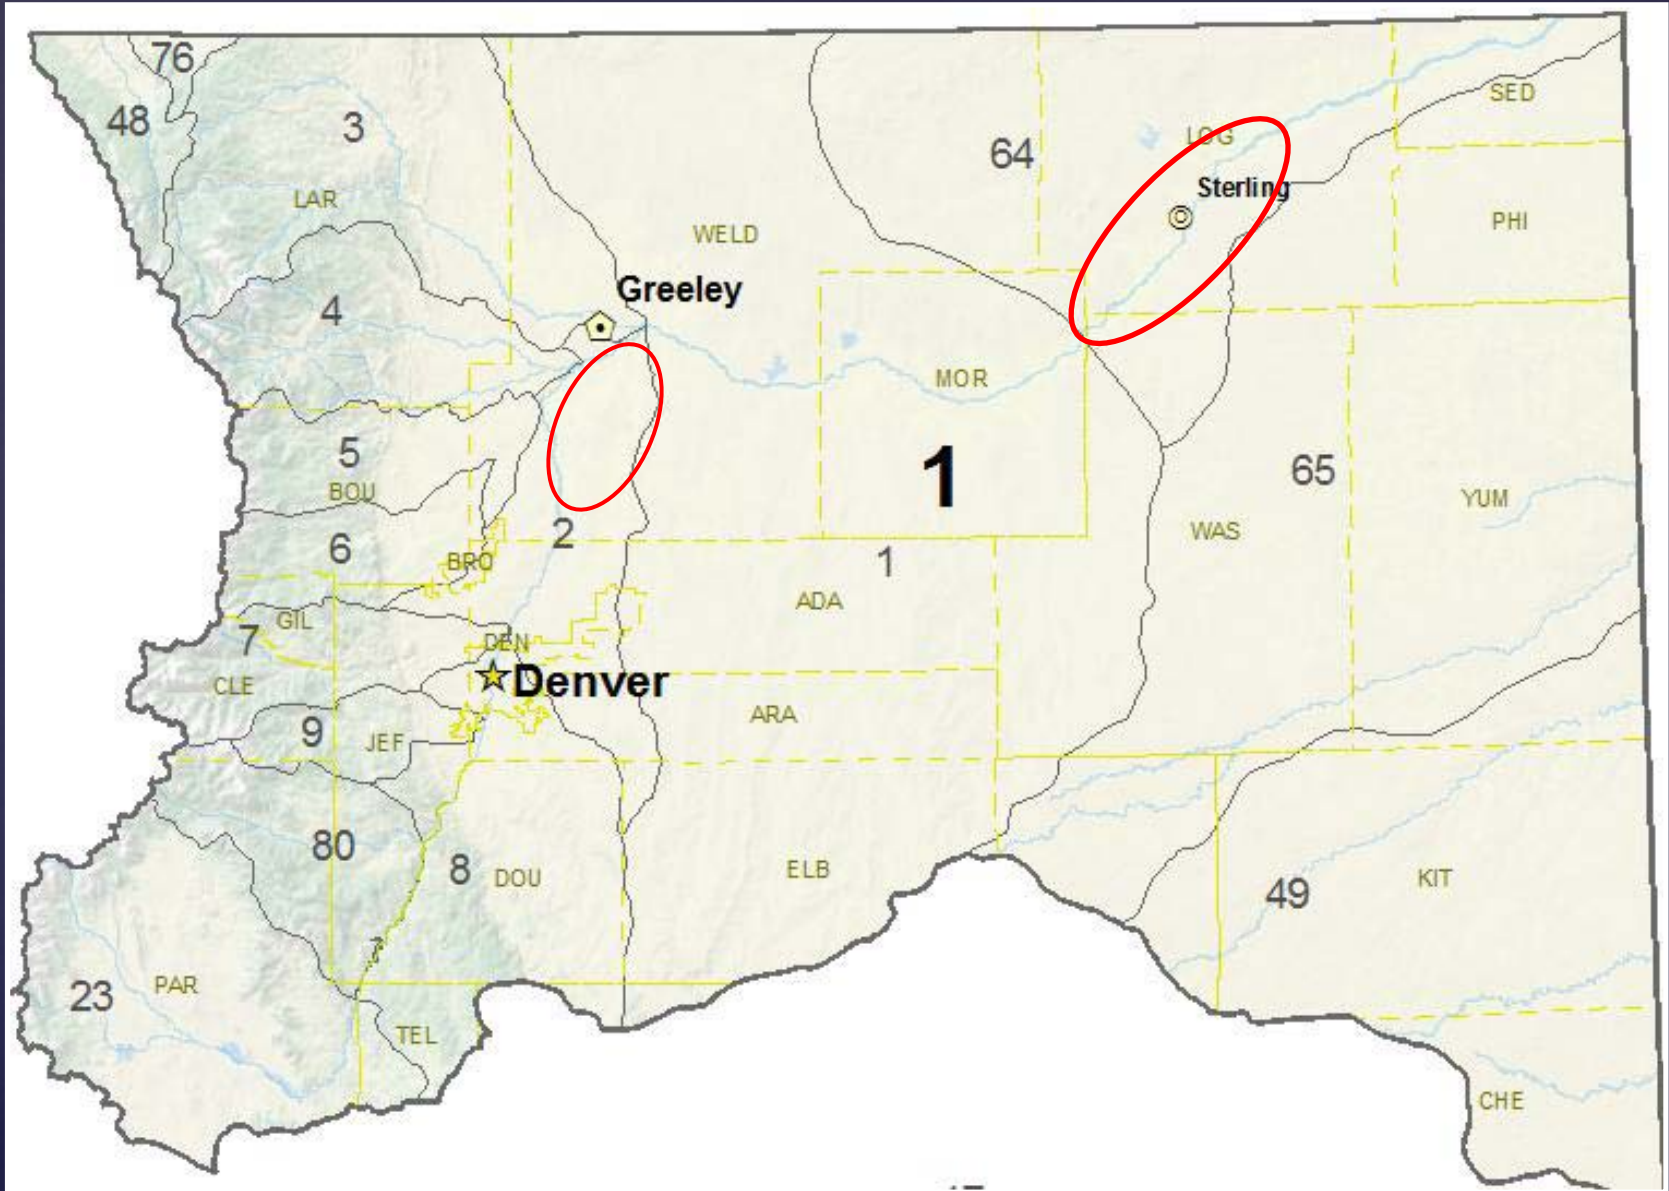 76
SED
48
3
LOG
64
Sterling
LAR
WELD
PHI
Greeley
4
MOR
5
1
65
BOU
YUM
2
WAS
6
BRO
1
ADA
GIL
7
DEN
Denver
CLE
ARA
9
JEF
80
8
DOU
ELB
49
KIT
23
PAR
TEL
CHE